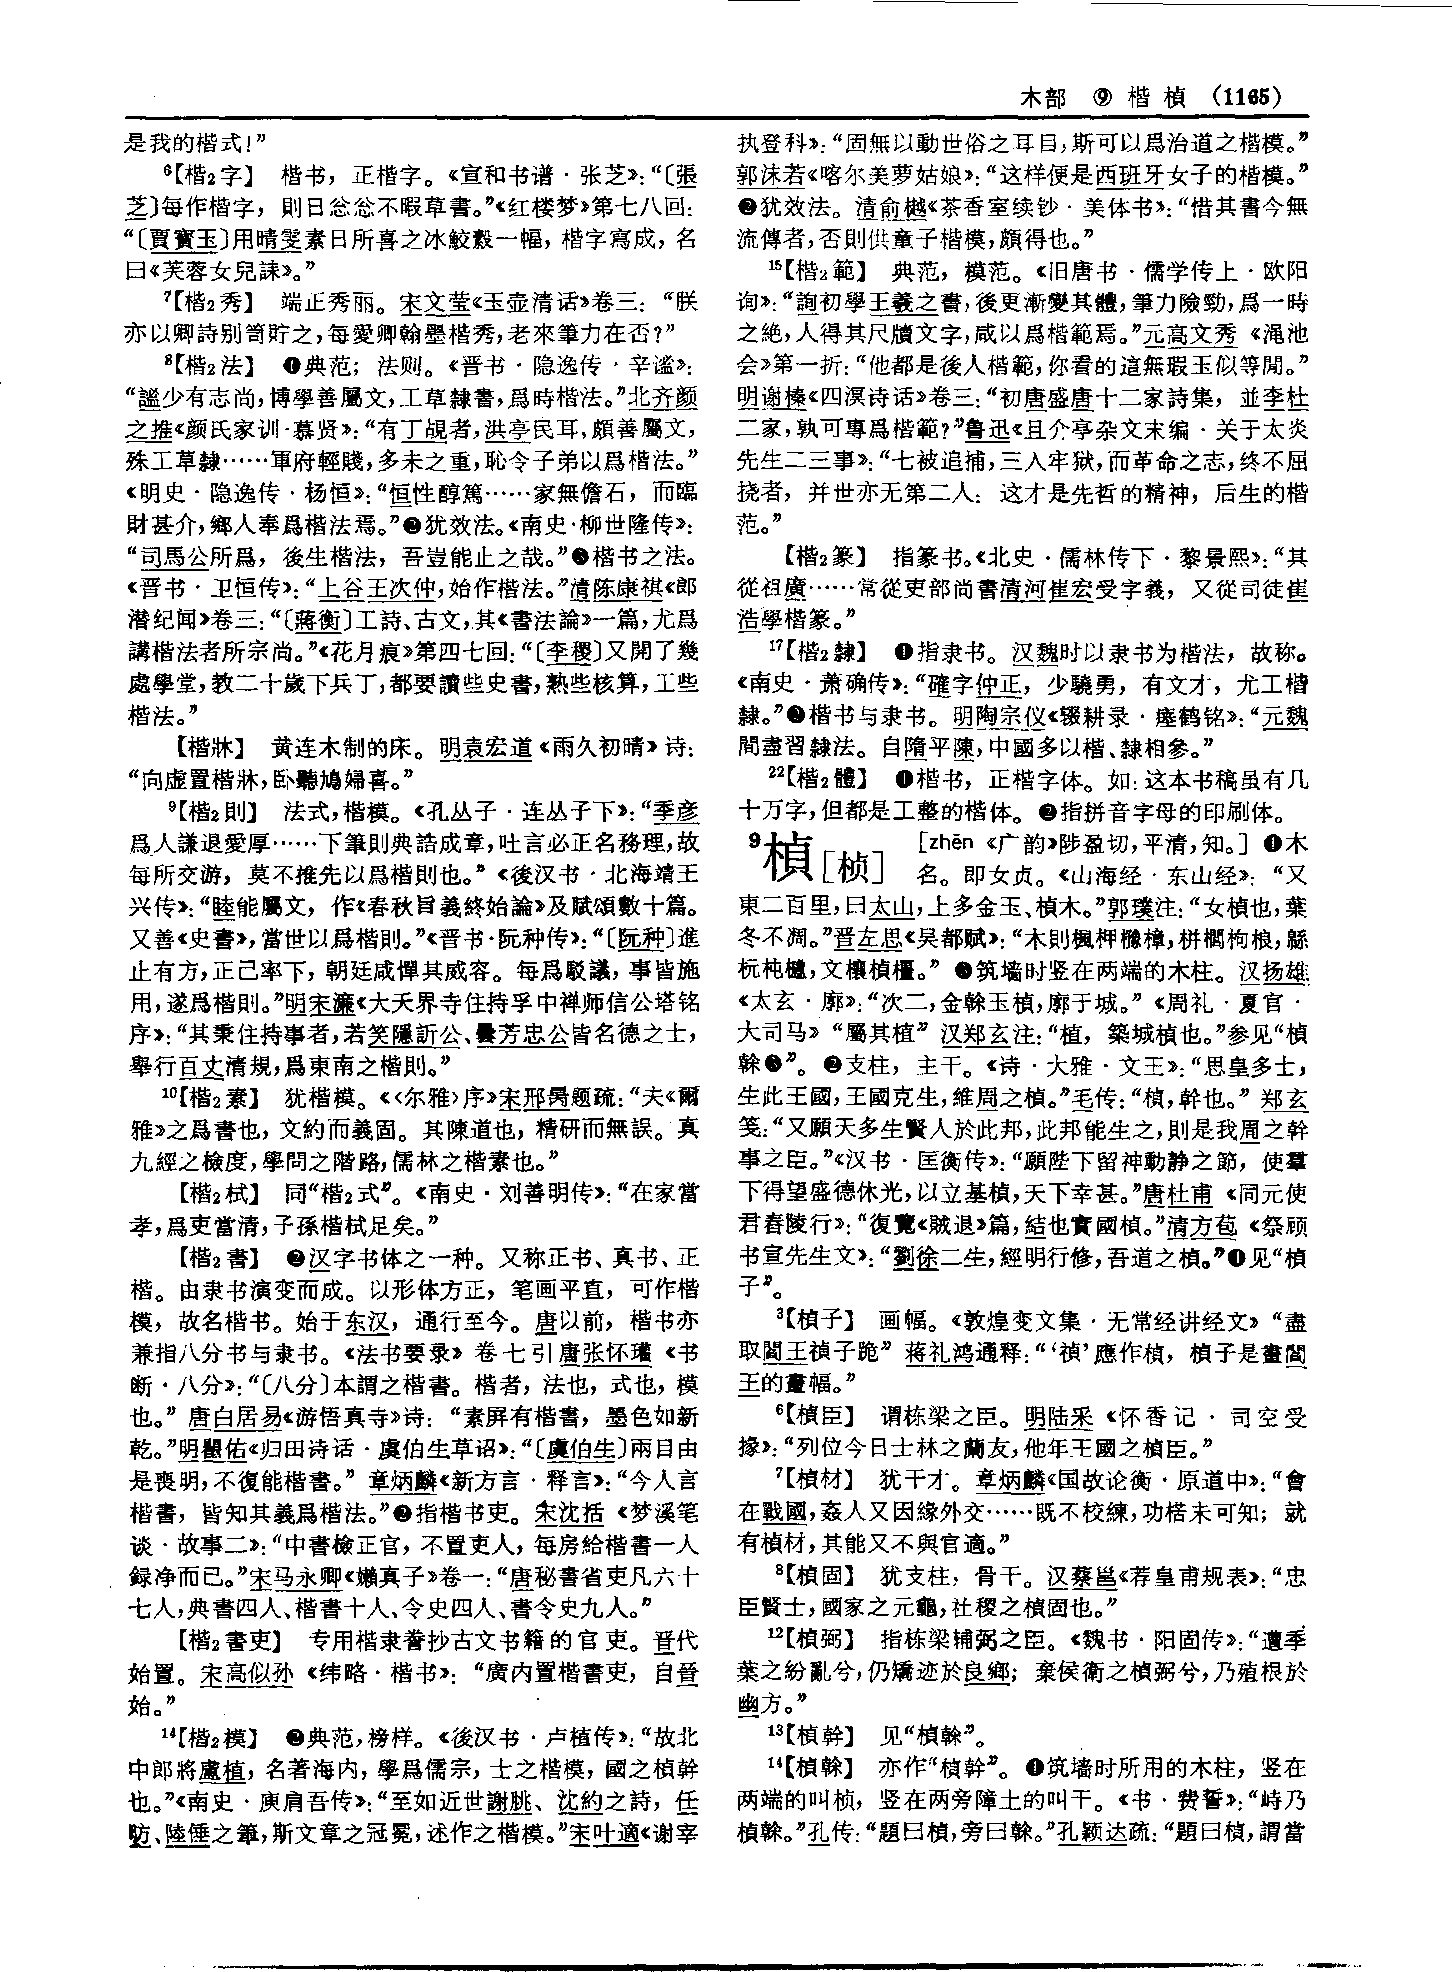 木部 ⑨ 楷 楨 (1165)
是我的楷式!”
⁶【楷₂字】 楷书，正楷字。《宣和书谱·张芝》:“〔張
芝〕每作楷字，則日忩忩不暇草書。”《红楼梦》第七八回:
“〔賈寳玉〕用晴雯素日所喜之冰鮫縠一幅，楷字寫成，名
曰《芙蓉女兒誄》。”
⁷【楷₂秀】 端正秀丽。宋文莹《玉壶清话》卷三: “朕
亦以卿詩别笥貯之，每愛卿翰墨楷秀，老來筆力在否?”
⁸【楷₂法】 ❶典范；法则。《晋书·隐逸传·辛谧》:
“謐少有志尚，博學善屬文，工草隸書，爲時楷法。”北齐颜
之推《颜氏家训·慕贤》:“有丁覘者，洪亭民耳，頗善屬文，
殊工草隸……軍府輕賤，多未之重，恥令子弟以爲楷法。”
《明史·隐逸传·杨恒》:“恒性醇篤……家無儋石，而臨
財甚介，鄉人奉爲楷法焉。”❷犹效法。《南史·柳世隆传》:
“司馬公所爲，後生楷法，吾豈能止之哉。”❸楷书之法。
《晋书·卫恒传》:“上谷王次仲，始作楷法。”清陈康祺《郎
潜纪闻》卷三:“〔蔣衡〕工詩、古文，其《書法論》一篇，尤爲
講楷法者所宗尚。”《花月痕》第四七回:“〔李稷〕又開了幾
處學堂，教二十歲下兵丁，都要讀些史書，熟些核算，工些
楷法。”
【楷牀】 黄连木制的床。明袁宏道《雨久初晴》诗:
“向虚置楷牀，卧聽鳩婦喜。”
⁹【楷₂則】 法式，楷模。《孔丛子·连丛子下》:“季彦
爲人謙退愛厚……下筆則典誥成章，吐言必正名務理，故
每所交游，莫不推先以爲楷則也。”《後汉书·北海靖王
兴传》:“睦能屬文，作《春秋旨義終始論》及賦頌數十篇。
又善《史書》，當世以爲楷則。”《晋书·阮种传》:“〔阮种〕進
止有方，正己率下，朝廷咸憚其威容。每爲駁議，事皆施
用，遂爲楷則。”明宋濂《大天界寺住持孚中禅师信公塔铭
序》:“其秉住持事者，若笑隱訢公、曇芳忠公皆名德之士，
舉行百丈清規，爲東南之楷則。”
¹⁰【楷₂素】 犹楷模。《〈尔雅〉序》宋邢昺题疏:“夫《爾
雅》之爲書也，文約而義固。其陳道也，精研而無誤。真
九經之檢度，學問之階路，儒林之楷素也。”
【楷₂栻】 同“楷₂式”。《南史·刘善明传》:“在家當
孝，爲吏當清，子孫楷栻足矣。”
【楷₂書】 ❶汉字书体之一种。又称正书、真书、正
楷。由隶书演变而成。以形体方正，笔画平直，可作楷
模，故名楷书。始于东汉，通行至今。唐以前，楷书亦
兼指八分书与隶书。《法书要录》卷七引唐张怀瓘《书
断·八分》:“〔八分〕本謂之楷書。楷者，法也，式也，模
也。”唐白居易《游悟真寺》诗: “素屏有楷書，墨色如新
乾。”明瞿佑《归田诗话·虞伯生草诏》:“〔虞伯生〕兩目由
是喪明，不復能楷書。” 章炳麟《新方言·释言》:“今人言
楷書，皆知其義爲楷法。”❷指楷书吏。宋沈括《梦溪笔
谈·故事二》:“中書檢正官，不置吏人，每房給楷書一人
録净而已。”宋马永卿《嬾真子》卷一:“唐秘書省吏凡六十
七人，典書四人、楷書十人、令史四人、書令史九人。”
【楷₂書吏】 专用楷隶誊抄古文书籍的官吏。晋代
始置。宋高似孙《纬略·楷书》: “廣内置楷書吏，自晉
始。”
¹⁴【楷₂模】 ❶典范，榜样。《後汉书·卢植传》:“故北
中郎將盧植，名著海内，學爲儒宗，士之楷模，國之楨幹
也。”《南史·庾肩吾传》:“至如近世謝朓、沈約之詩，任
昉、陸倕之筆，斯文章之冠冕，述作之楷模。”宋叶適《谢宰
执登科》:“固無以動世俗之耳目，斯可以爲治道之楷模。”
郭沫若《喀尔美萝姑娘》:“这样便是西班牙女子的楷模。”
❷犹效法。清俞樾《茶香室续钞·美体书》:“惜其書今無
流傳者，否則供童子楷模，頗得也。”
¹⁵【楷₂範】 典范，模范。《旧唐书·儒学传上·欧阳
询》:“詢初學王羲之書，後更漸變其體，筆力險勁，爲一時
之絶，人得其尺牘文字，咸以爲楷範焉。”元高文秀《渑池
会》第一折:“他都是後人楷範，你看的這無瑕玉似等閒。”
明谢榛《四溟诗话》卷三:“初唐盛唐十二家詩集，並李杜
二家，孰可專爲楷範?”鲁迅《且介亭杂文末编·关于太炎
先生二三事》:“七被追捕，三入牢狱，而革命之志，终不屈
挠者，并世亦无第二人: 这才是先哲的精神，后生的楷
范。”
【楷₂篆】 指篆书。《北史·儒林传下·黎景熙》:“其
從祖廣……常從吏部尚書清河崔宏受字義，又從司徒崔
浩學楷篆。”
¹⁷【楷₂隸】 ❶指隶书。汉魏时以隶书为楷法，故称。
《南史·萧确传》:“確字仲正，少驍勇，有文才，尤工楷
隸。”❷楷书与隶书。明陶宗仪《辍耕录·瘗鹤铭》:“元魏
間盡習隸法。自隋平陳，中國多以楷、隸相參。”
²²【楷₂體】 ❶楷书，正楷字体。如: 这本书稿虽有几
十万字，但都是工整的楷体。❷指拼音字母的印刷体。
⁹楨[桢] [zhēn 《广韵》陟盈切，平清，知。] ❶木
名。即女贞。《山海经·东山经》: “又
東二百里，曰太山，上多金玉、楨木。”郭璞注:“女楨也，葉
冬不凋。”晋左思《吴都赋》:“木則楓柙櫲樟，栟櫚枸桹，緜
杬杶櫨，文欀楨橿。” ❷筑墙时竖在两端的木柱。汉扬雄
《太玄·廓》:“次二，金榦玉楨，廓于城。”《周礼·夏官·
大司马》“屬其植” 汉郑玄注:“植，築城楨也。”参见“楨
榦❶”。❸支柱，主干。《诗·大雅·文王》:“思皇多士，
生此王國，王國克生，維周之楨。”毛传:“楨，幹也。” 郑玄
笺:“又願天多生賢人於此邦，此邦能生之，則是我周之幹
事之臣。”《汉书·匡衡传》:“願陛下留神動静之節，使羣
下得望盛德休光，以立基楨，天下幸甚。”唐杜甫《同元使
君舂陵行》:“復覽《賊退》篇，結也實國楨。”清方苞《祭顾
书宣先生文》:“劉徐二生，經明行修，吾道之楨。”❹见“楨
子”。
³【楨子】 画幅。《敦煌变文集·无常经讲经文》“盡
取閻王禎子跪” 蒋礼鸿通释:“‘禎’應作楨，楨子是畫閻
王的畫幅。”
⁶【楨臣】 谓栋梁之臣。明陆采《怀香记·司空受
掾》:“列位今日士林之蘭友，他年王國之楨臣。”
⁷【楨材】 犹干才。章炳麟《国故论衡·原道中》:“會
在戰國，姦人又因緣外交……既不校練，功楛未可知；就
有楨材，其能又不與官適。”
⁸【楨固】 犹支柱，骨干。汉蔡邕《荐皇甫规表》:“忠
臣賢士，國家之元龜，社稷之楨固也。”
¹²【楨弼】 指栋梁辅弼之臣。《魏书·阳固传》:“遭季
葉之紛亂兮，仍矯迹於良鄉；棄侯衛之楨弼兮，乃殖根於
幽方。”
¹³【楨幹】 见“楨榦”。
¹⁴【楨榦】 亦作“楨幹”。❶筑墙时所用的木柱，竖在
两端的叫桢，竖在两旁障土的叫干。《书·费誓》:“峙乃
楨榦。”孔传:“題曰楨，旁曰榦。”孔颖达疏:“題曰楨，謂當